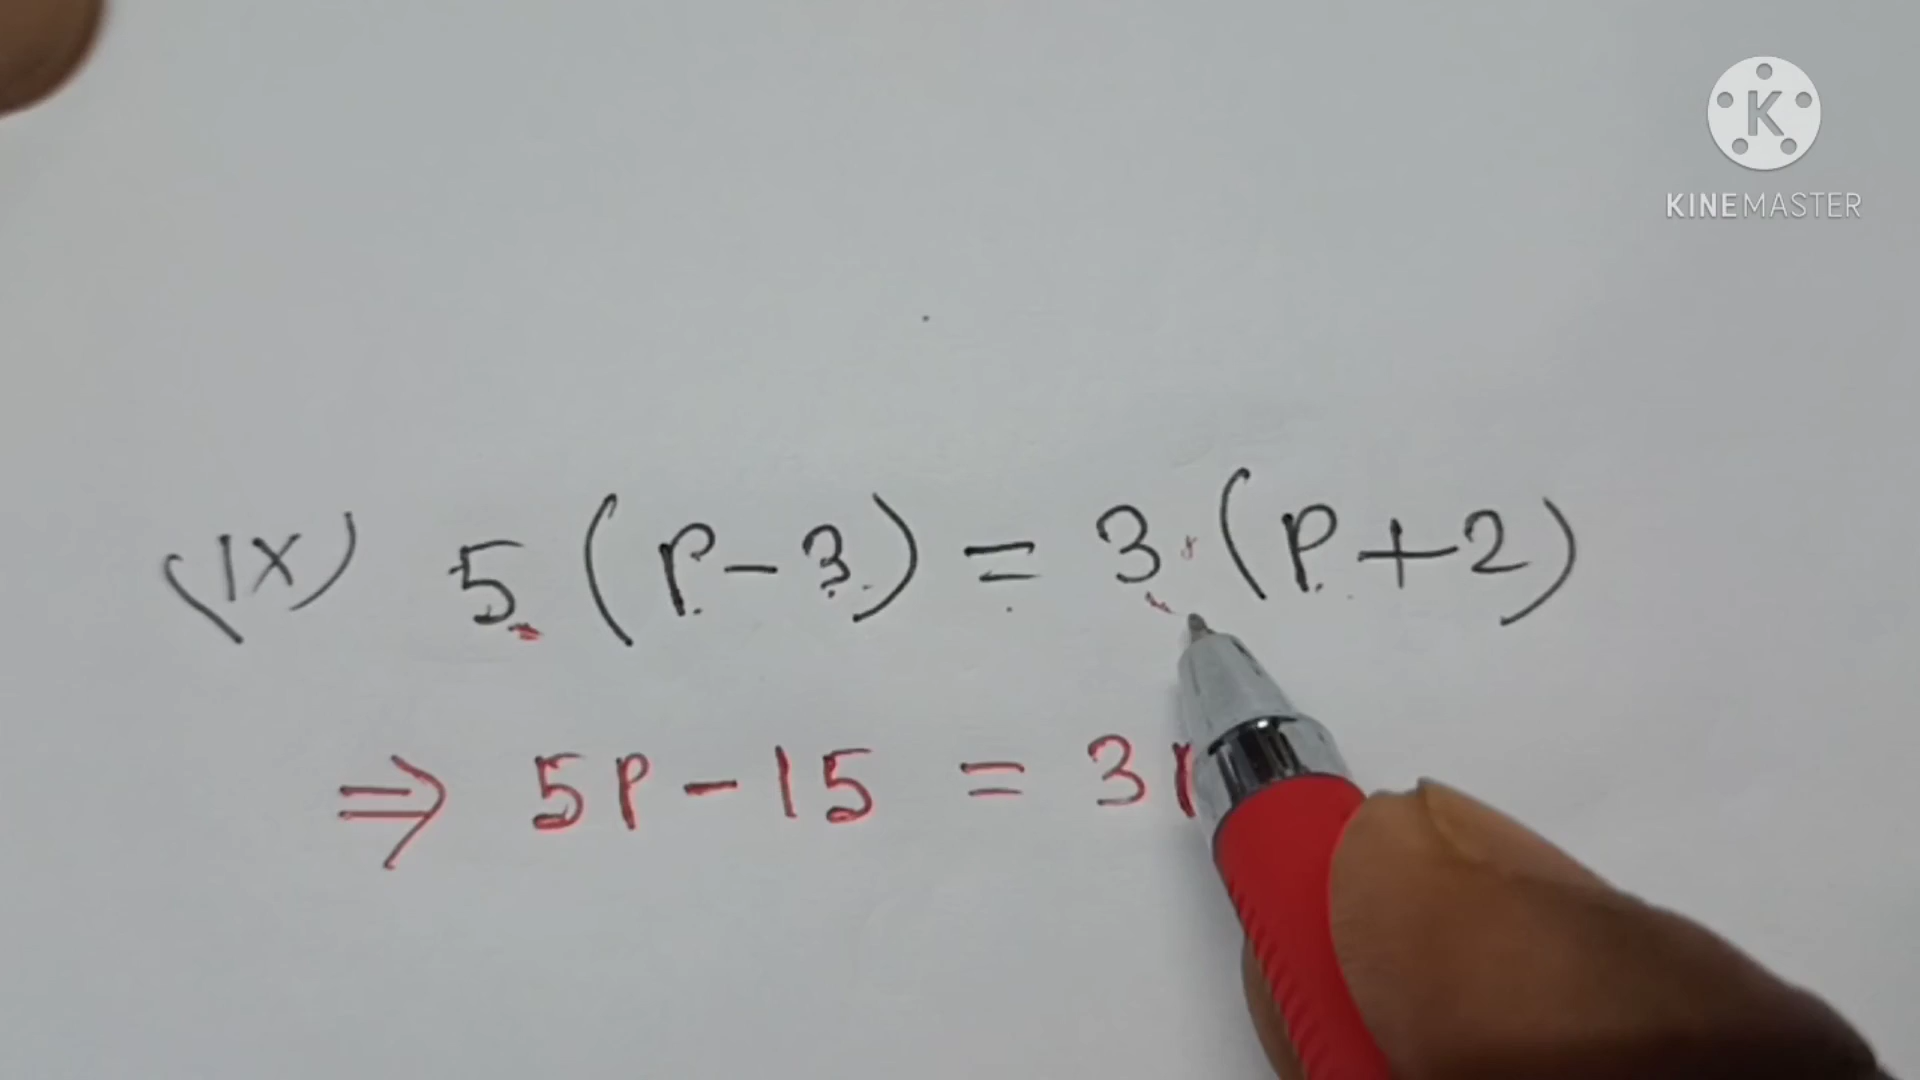 K
KINEMASTER
(IX) 5 (P-3) = 3 (P+2)
⇒ 5P - 15 = 3